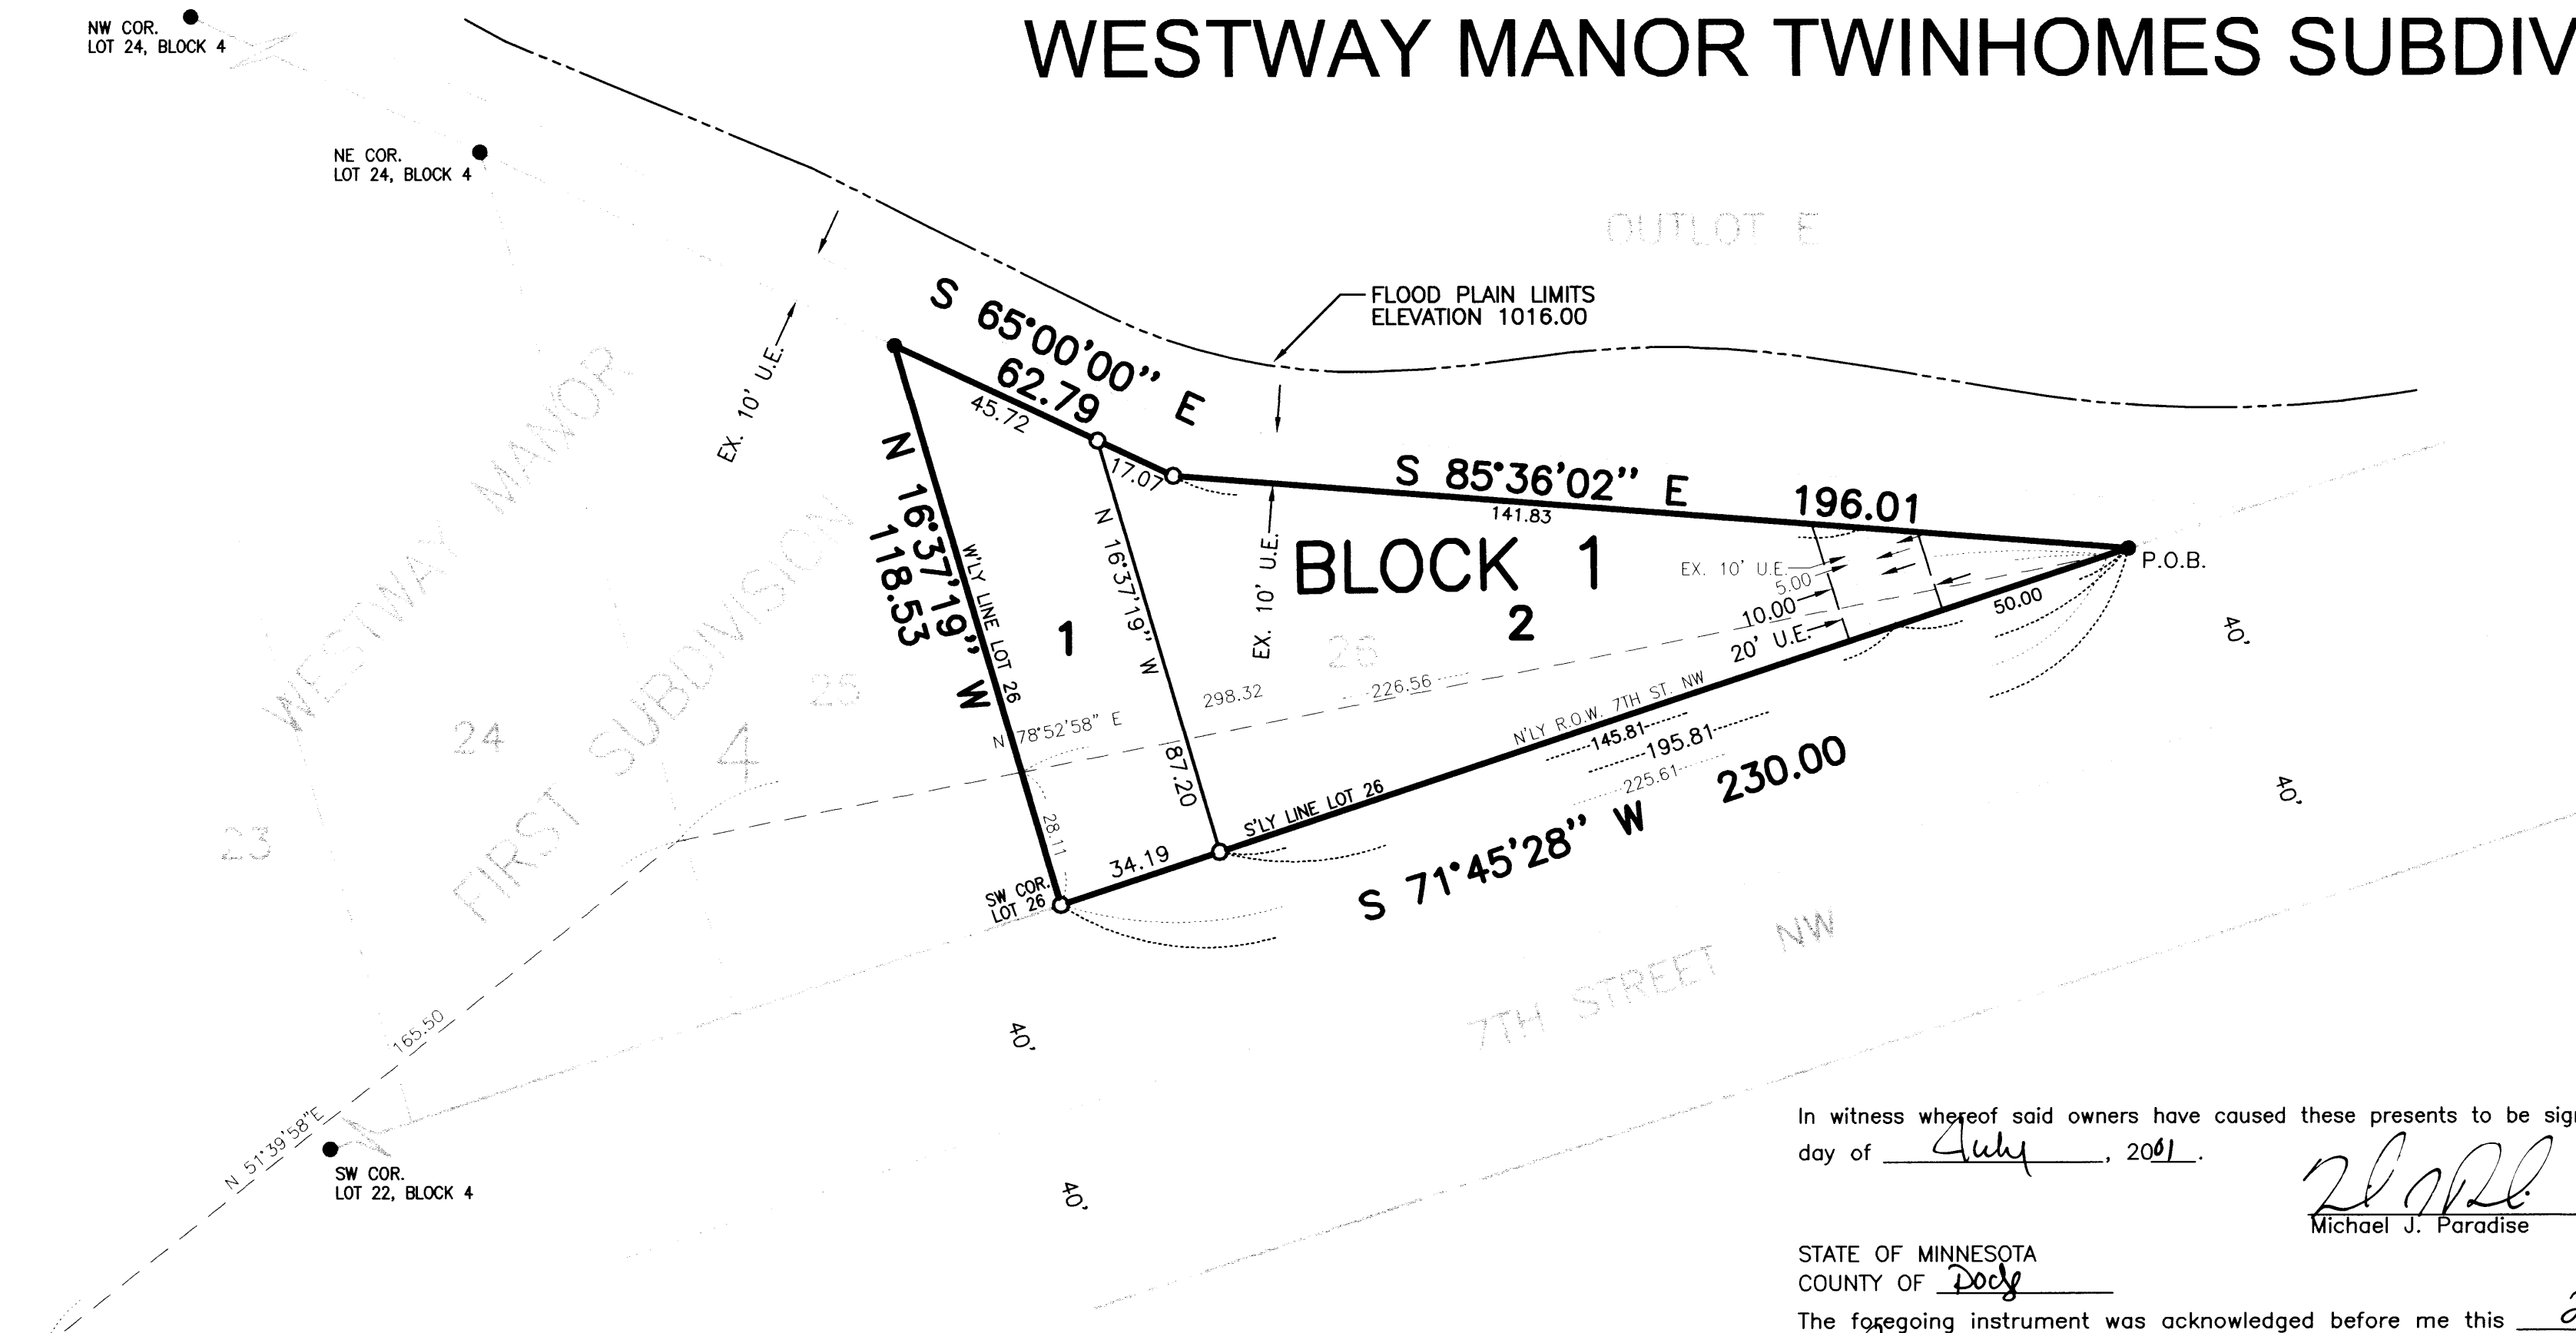 WESTWAY MANOR TWINHOMES SUBDIV
NW COR.
LOT 24, BLOCK 4
NE COR.
LOT 24, BLOCK 4
OUTLOT E
FLOOD PLAIN LIMITS
ELEVATION 1016.00
EX. 10' U.E.
S 65°00'00" E
62.79
45.72
17.07
S 85°36'02" E 196.01
141.83
N 16°37'19" W
118.53
W'LY LINE LOT 26
N 16°37'19" W
87.20
EX. 10' U.E.
BLOCK 1
1
2
26
EX. 10' U.E.
5.00
10.00
20' U.E.
50.00
P.O.B.
WESTWAY MANOR
FIRST SUBDIVISION
23
24
25
4
N 78°52'58" E
298.32
226.56
28.11
N'LY R.O.W. 7TH ST. NW
145.81
195.81
225.61
S 71°45'28" W 230.00
S'LY LINE LOT 26
34.19
SW COR.
LOT 26
40'
40'
40'
40'
7TH STREET NW
165.50
N 51°39'58"E
SW COR.
LOT 22, BLOCK 4
In witness whereof said owners have caused these presents to be sig
day of July, 2001.
Michael J. Paradise
STATE OF MINNESOTA
COUNTY OF Dodge
The foregoing instrument was acknowledged before me this